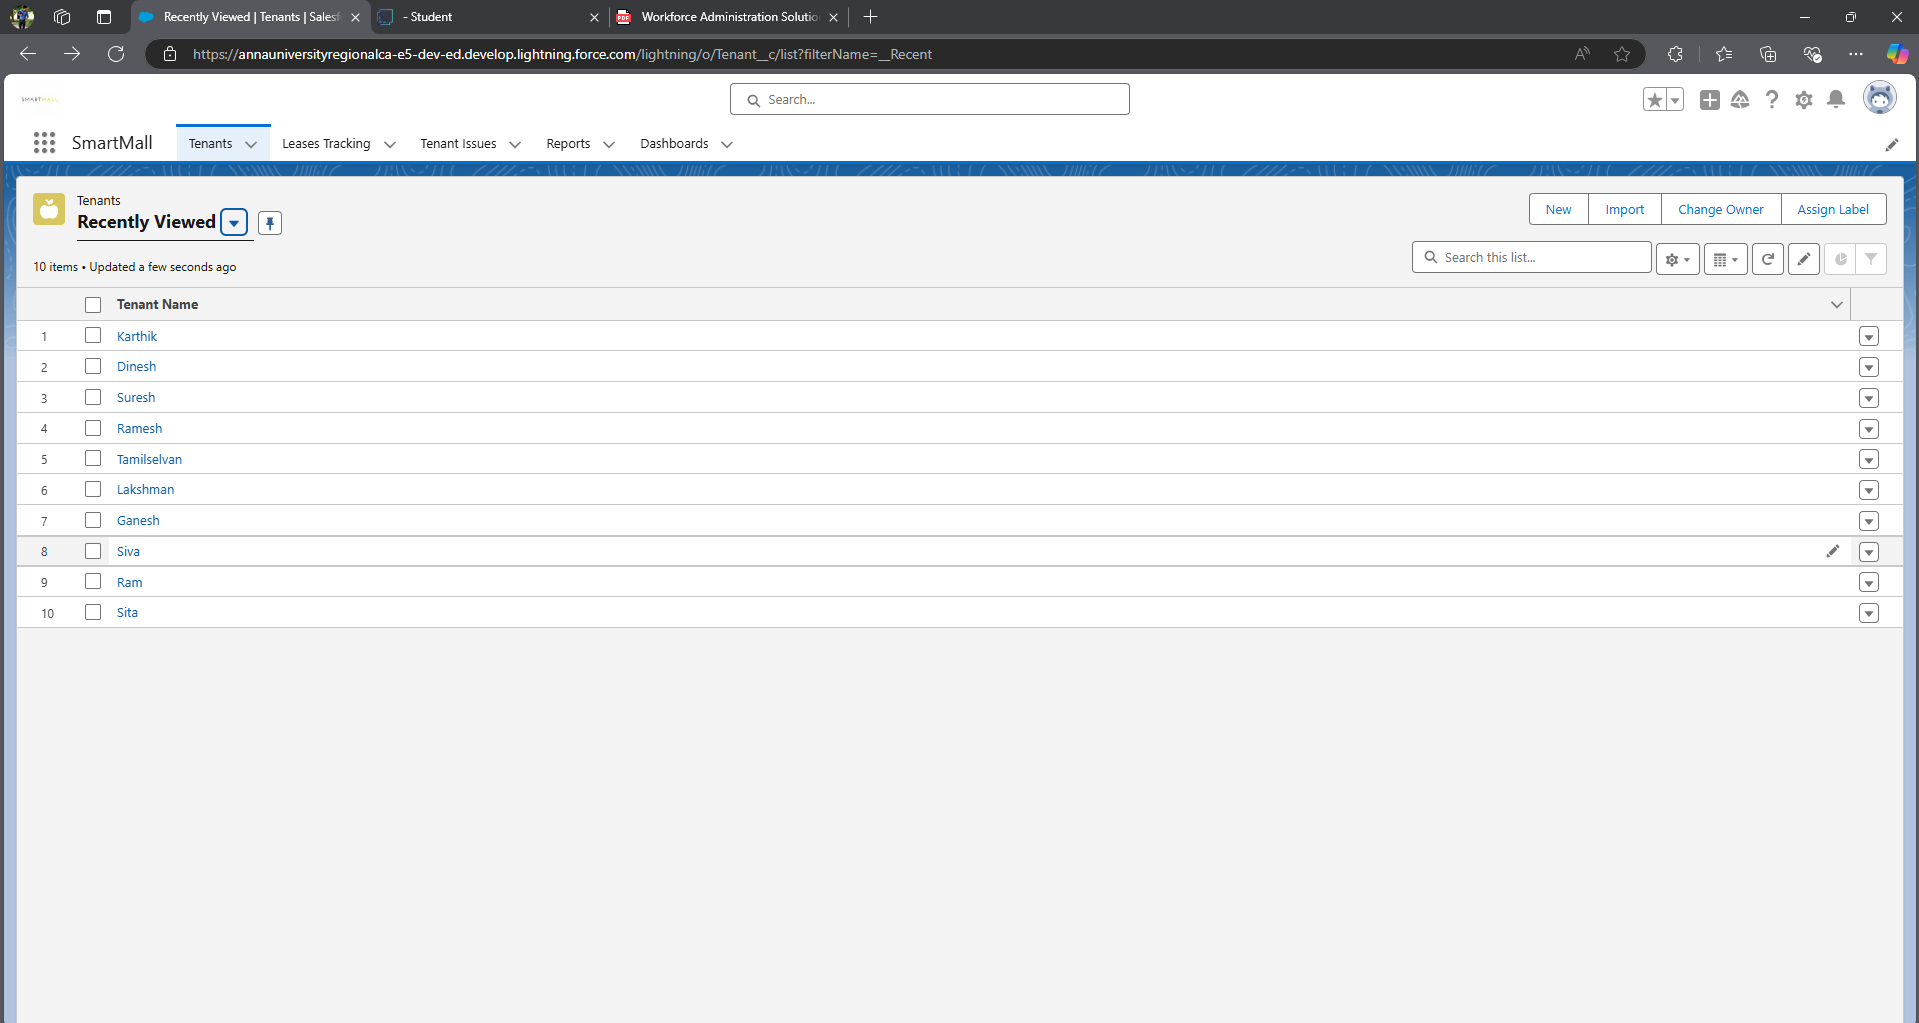 Recently Viewed | Tenants | Salesf
- Student
Workforce Administration Solutio
https://annauniversityregionalca-e5-dev-ed.develop.lightning.force.com/lightning/o/Tenant__c/list?filterName=__Recent
SMARTMALL
Search...
SmartMall
Tenants
Leases Tracking
Tenant Issues
Reports
Dashboards
Tenants
Recently Viewed
New
Import
Change Owner
Assign Label
10 items • Updated a few seconds ago
Search this list...
Tenant Name
1 Karthik
2 Dinesh
3 Suresh
4 Ramesh
5 Tamilselvan
6 Lakshman
7 Ganesh
8 Siva
9 Ram
10 Sita